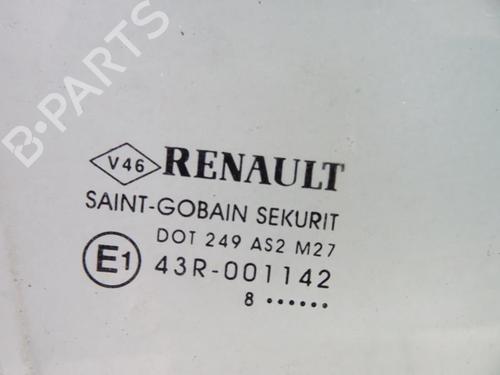 B-PARTS
V46 RENAULT
SAINT-GOBAIN SEKURIT
DOT 249 AS2 M27
E1 43R-001142
8 ••••••